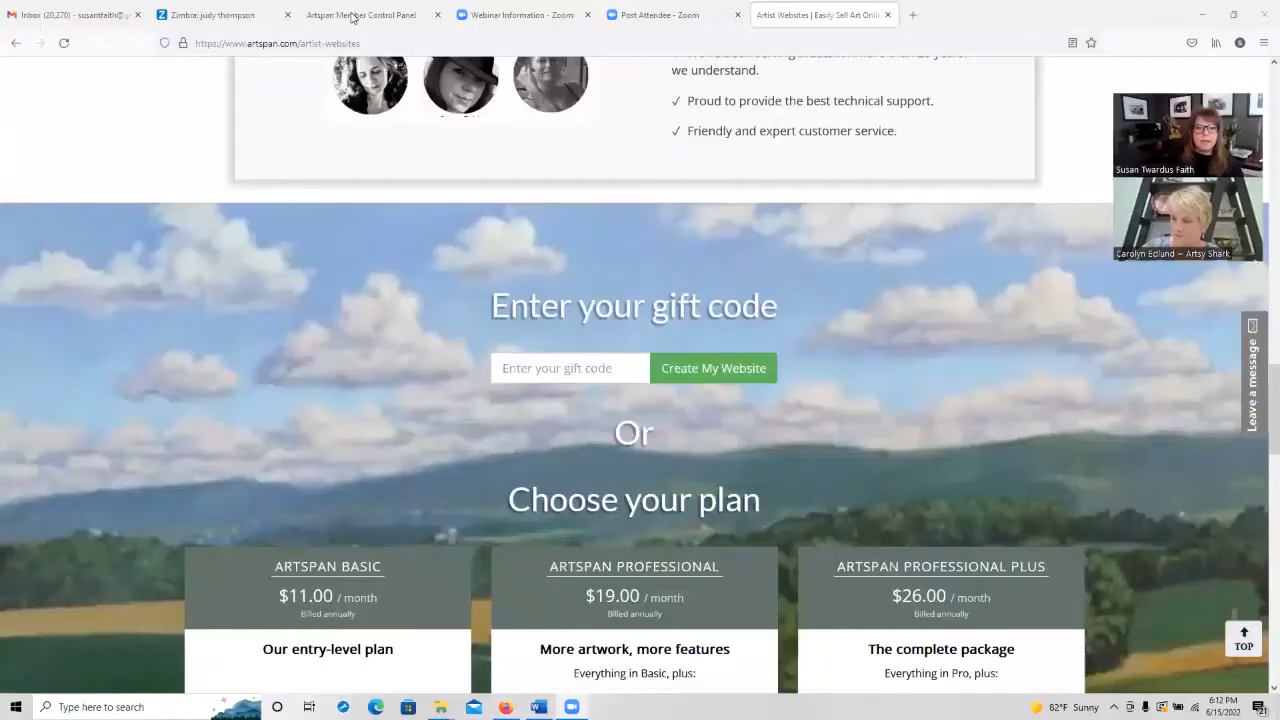 Inbox (20,270) - susantfaith@g
Zimbra: judy thompson
Artspan Member Control Panel
Webinar Information - Zoom
Post Attendee - Zoom
Artist Websites | Easily Sell Art Onli
https://www.artspan.com/artist-websites
we understand.
✓ Proud to provide the best technical support.
✓ Friendly and expert customer service.
Susan Twardus Faith
Carolyn Edlund ~ Artsy Shark
Leave a message
Enter your gift code
Enter your gift code
Create My Website
Or
Choose your plan
ARTSPAN BASIC
$11.00 / month
Billed annually
Our entry-level plan
ARTSPAN PROFESSIONAL
$19.00 / month
Billed annually
More artwork, more features
Everything in Basic, plus:
ARTSPAN PROFESSIONAL PLUS
$26.00 / month
Billed annually
The complete package
Everything in Pro, plus:
TOP
Type here to search
82°F Sunny
6:12 PM
6/15/2022